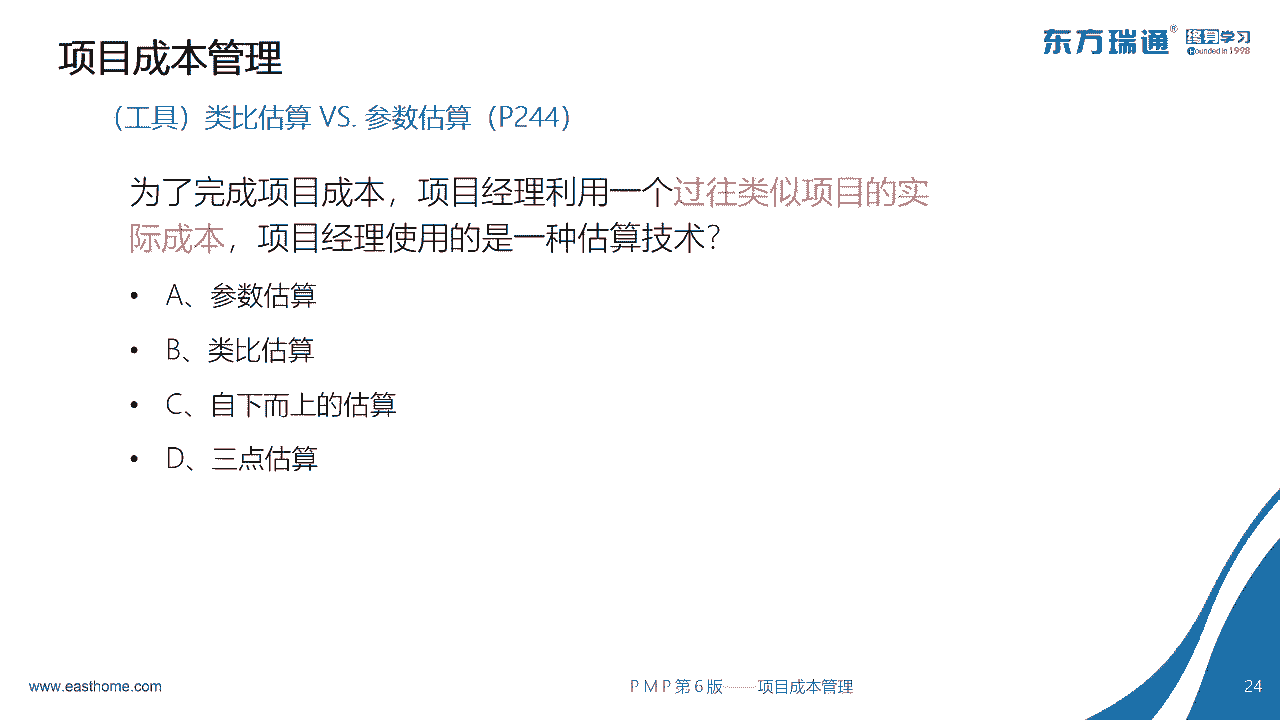 项目成本管理
东方瑞通® 终身学习
Founded in 1998
（工具）类比估算 VS. 参数估算（P244）
为了完成项目成本，项目经理利用一个过往类似项目的实
际成本，项目经理使用的是一种估算技术？
• A、参数估算
• B、类比估算
• C、自下而上的估算
• D、三点估算
www.easthome.com
PMP第6版——项目成本管理
24